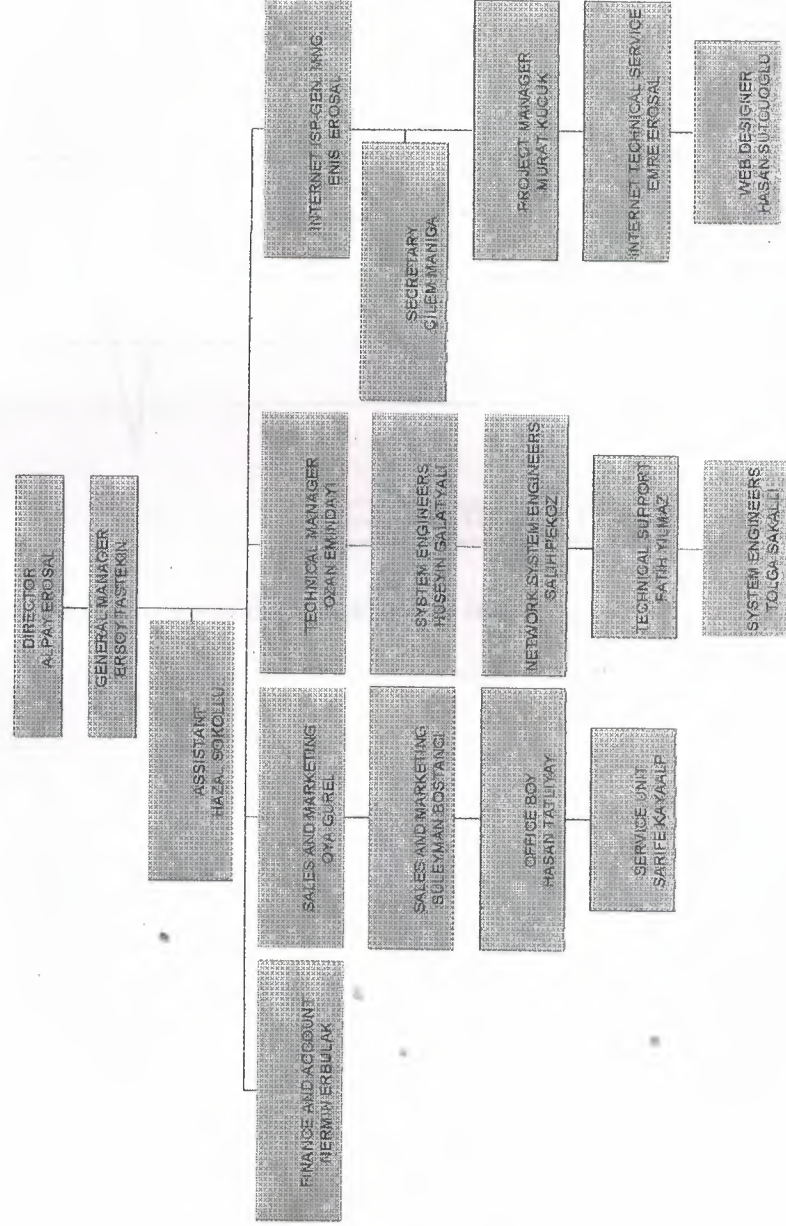 DIRECTOR
ALPAY EROSAL
GENERAL MANAGER
ERSOY TASTEKIN
ASSISTANT
HAZAL SOKOLLU
FINANCE AND ACCOUNT
NERMIN ERBULAK
SALES AND MARKETING
OYA GUREL
SALES AND MARKETING
SULEYMAN BOSTANCI
OFFICE BOY
HASAN TATLIYAY
SERVICE UNIT
SARIFE KAYAALP
TECHNICAL MANAGER
OZAN EMINDAYI
SYSTEM ENGINEERS
HUSEYIN GALATYALI
NETWORK SYSTEM ENGINEERS
SALIH PEKOZ
TECHNICAL SUPPORT
FATIH YILMAZ
SYSTEM ENGINEERS
TOLGA SAKALLI
INTERNET ISP-GEN. MNG.
ENIS EROSAL
SECRETARY
CILEM MANIGA
PROJECT MANAGER
MURAT KUCUK
INTERNET TECHNICAL SERVICE
EMRE EROSAL
WEB DESIGNER
HASAN SUTCUOGLU